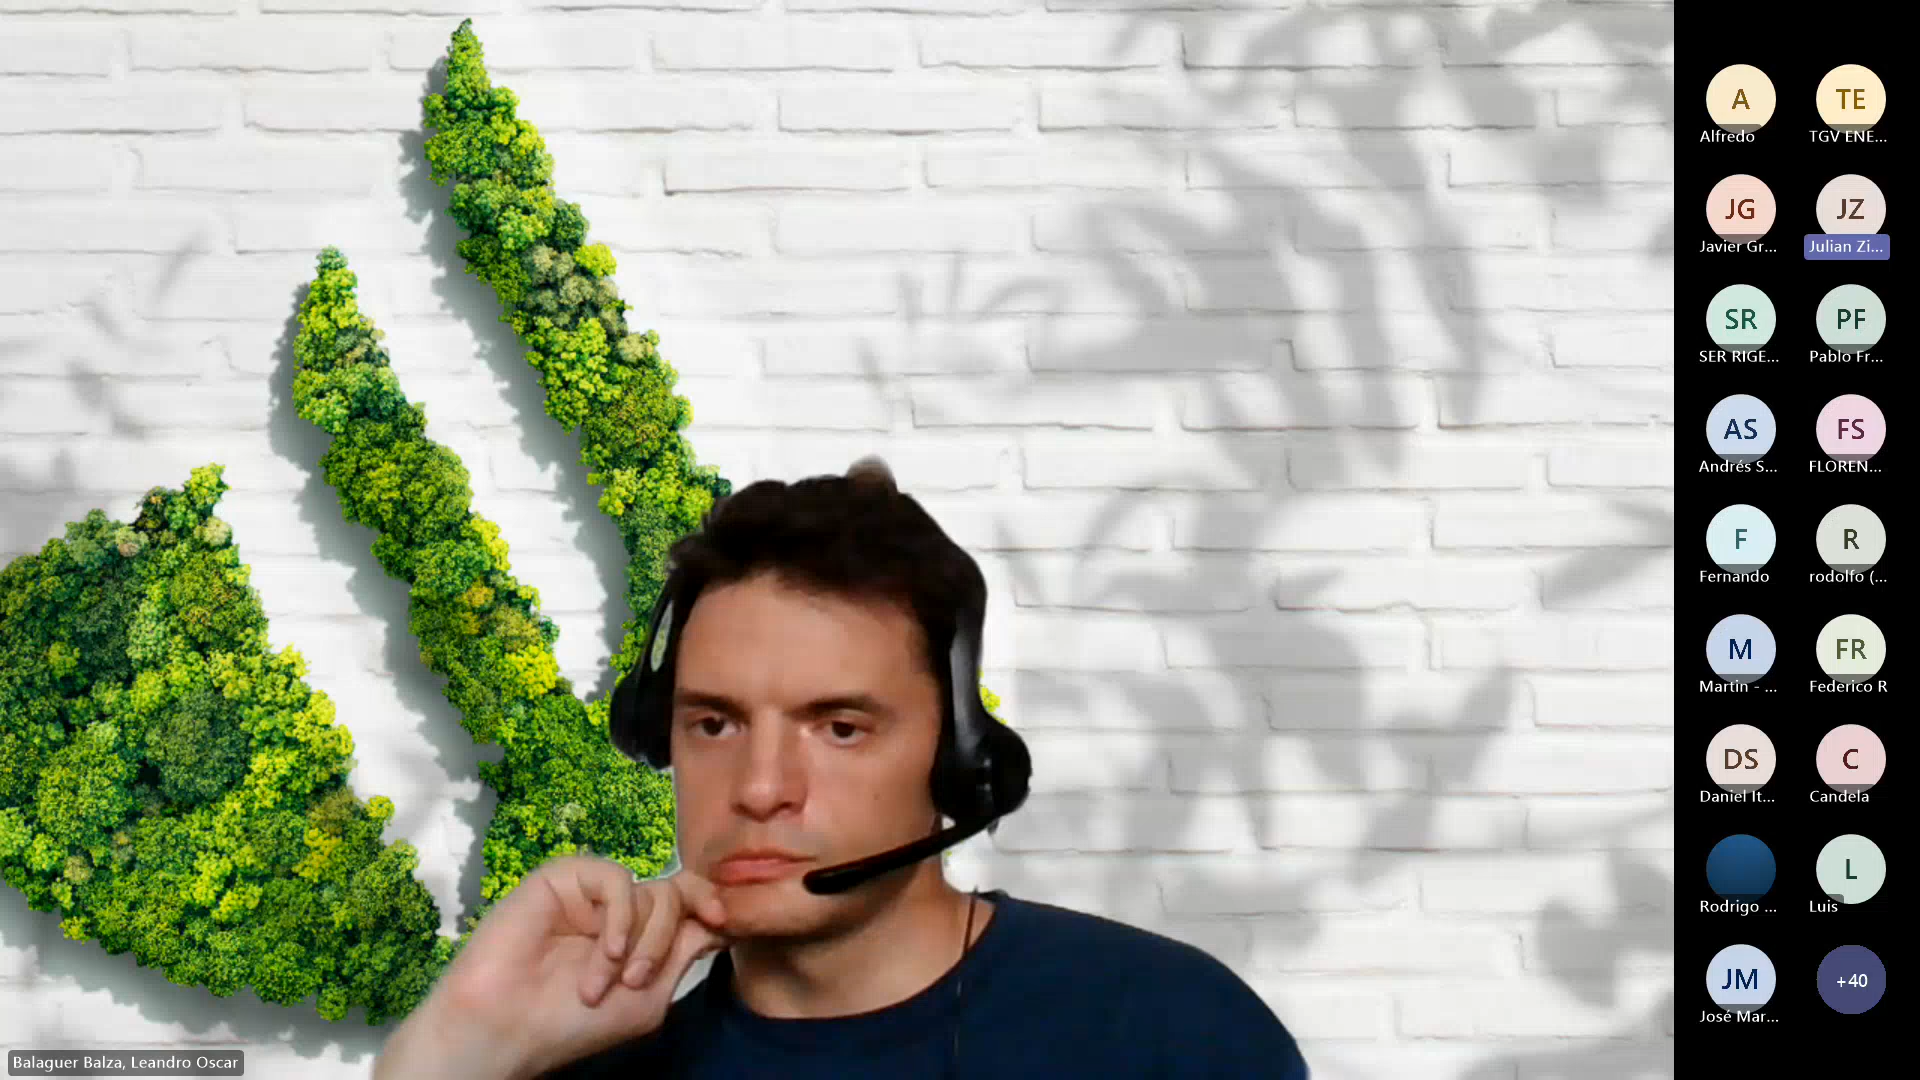 A
TE
Alfredo
TGV ENE...
JG
JZ
Javier Gr...
Julian Zi...
SR
PF
SER RIGE...
Pablo Fr...
AS
FS
Andrés S...
FLOREN...
F
R
Fernando
rodolfo (...
M
FR
Martin - ...
Federico R
DS
C
Daniel It...
Candela
L
Rodrigo ...
Luis
JM
+40
José Mar...
Balaguer Balza, Leandro Oscar